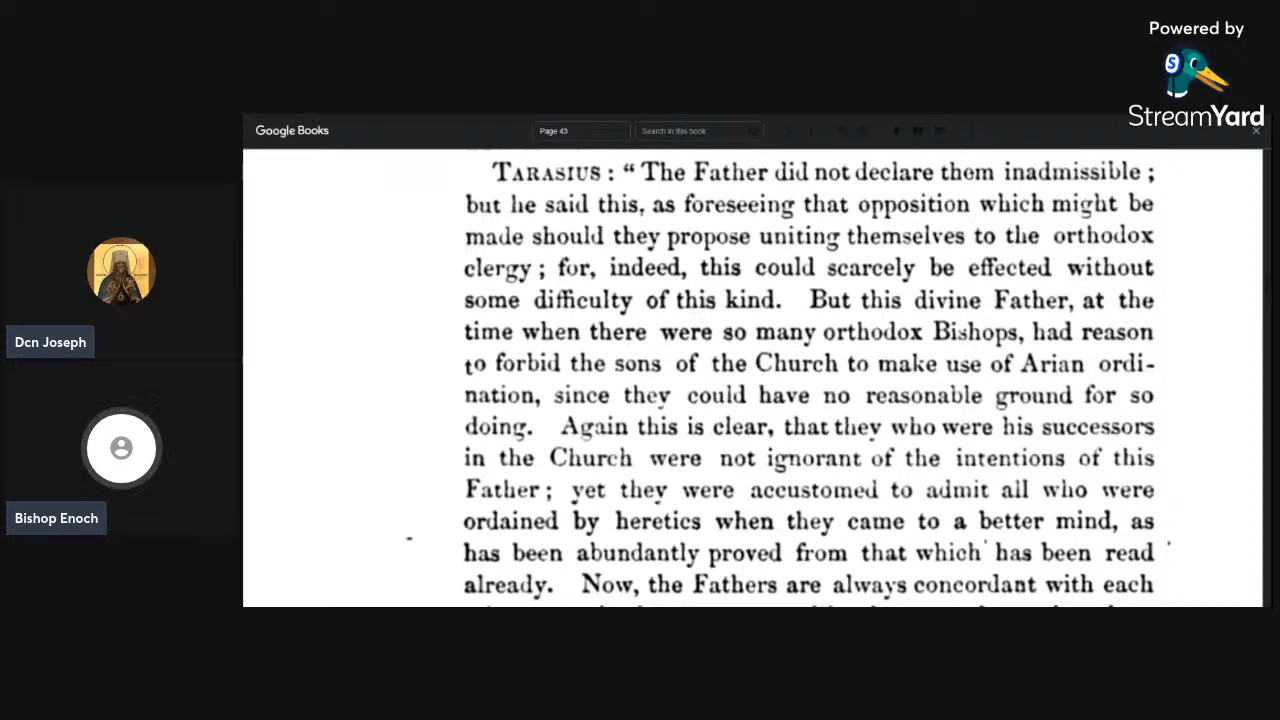 Powered by
StreamYard
Google Books
Page 43
Search in this book
TARASIUS : “ The Father did not declare them inadmissible ;
but he said this, as foreseeing that opposition which might be
made should they propose uniting themselves to the orthodox
clergy ; for, indeed, this could scarcely be effected without
some difficulty of this kind. But this divine Father, at the
time when there were so many orthodox Bishops, had reason
to forbid the sons of the Church to make use of Arian ordi-
nation, since they could have no reasonable ground for so
doing. Again this is clear, that they who were his successors
in the Church were not ignorant of the intentions of this
Father ; yet they were accustomed to admit all who were
ordained by heretics when they came to a better mind, as
has been abundantly proved from that which has been read
already. Now, the Fathers are always concordant with each
Dcn Joseph
Bishop Enoch